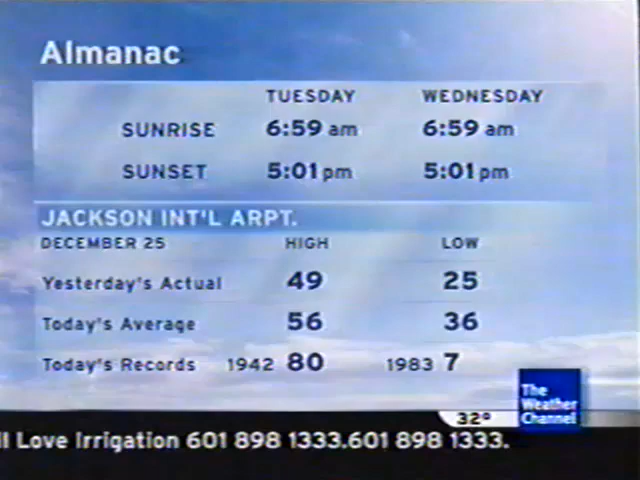 Almanac
TUESDAY WEDNESDAY
SUNRISE 6:59 am 6:59 am
SUNSET 5:01 pm 5:01 pm
JACKSON INT'L ARPT.
DECEMBER 25 HIGH LOW
Yesterday's Actual 49 25
Today's Average 56 36
Today's Records 1942 80 1983 7
The
Weather
Channel
32°
Love Irrigation 601 898 1333.601 898 1333.